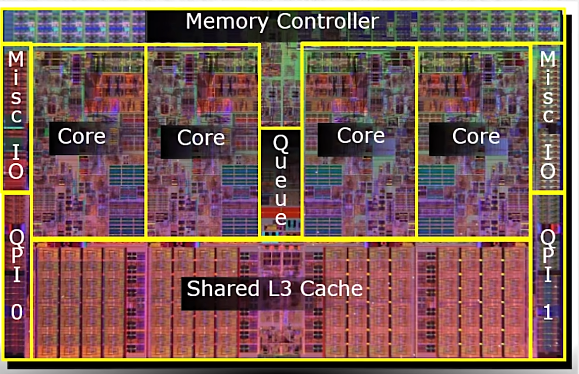 Memory Controller
Misc IO
Core
Core
Queue
Core
Core
Misc IO
QPI 0
Shared L3 Cache
QPI 1